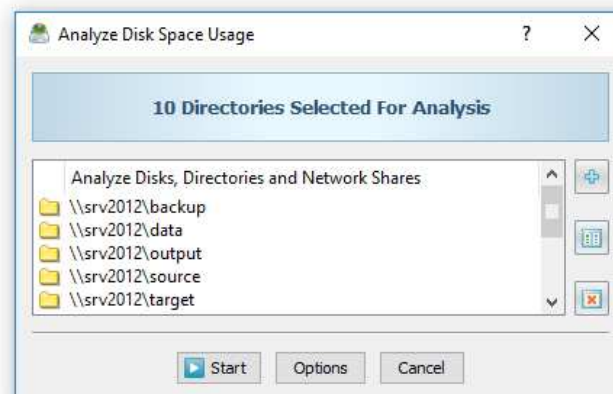 Analyze Disk Space Usage
10 Directories Selected For Analysis
Analyze Disks, Directories and Network Shares
\\srv2012\backup
\\srv2012\data
\\srv2012\output
\\srv2012\source
\\srv2012\target
Start Options Cancel